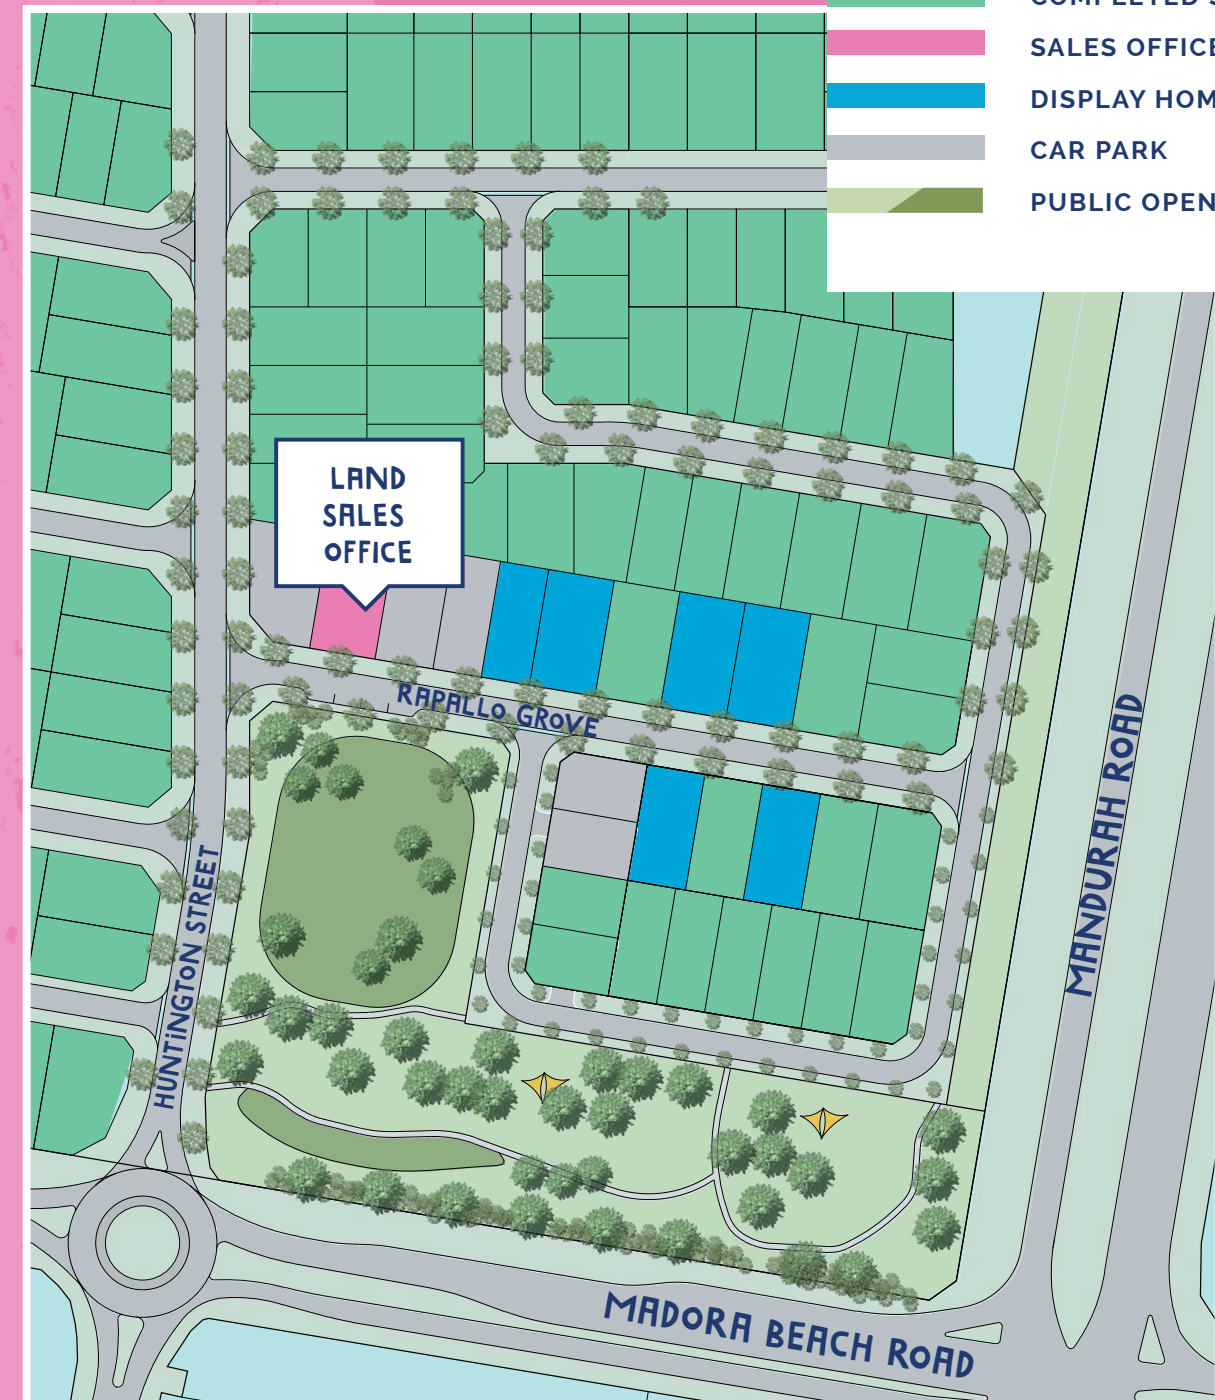 COMPLETED S
SALES OFFICE
DISPLAY HOM
CAR PARK
PUBLIC OPEN
LAND
SALES
OFFICE
RAPALLO GROVE
HUNTINGTON STREET
MANDURAH ROAD
MADORA BEACH ROAD